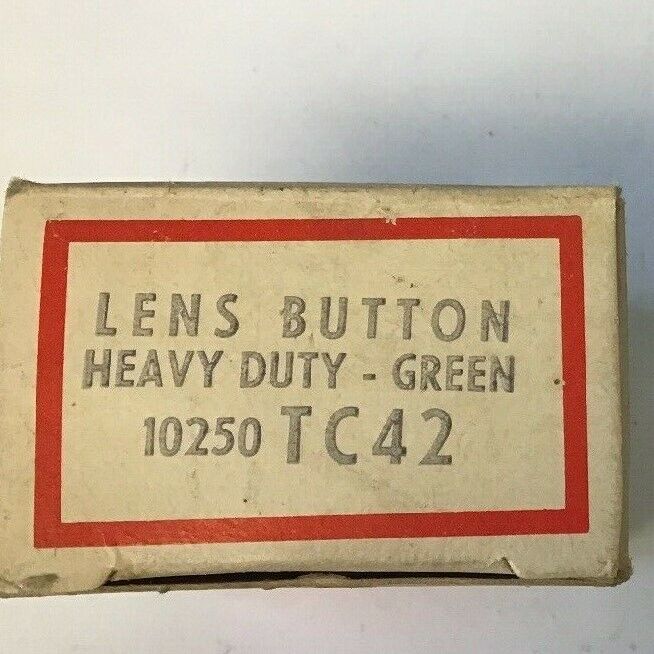 LENS BUTTON
HEAVY DUTY - GREEN
10250 TC42